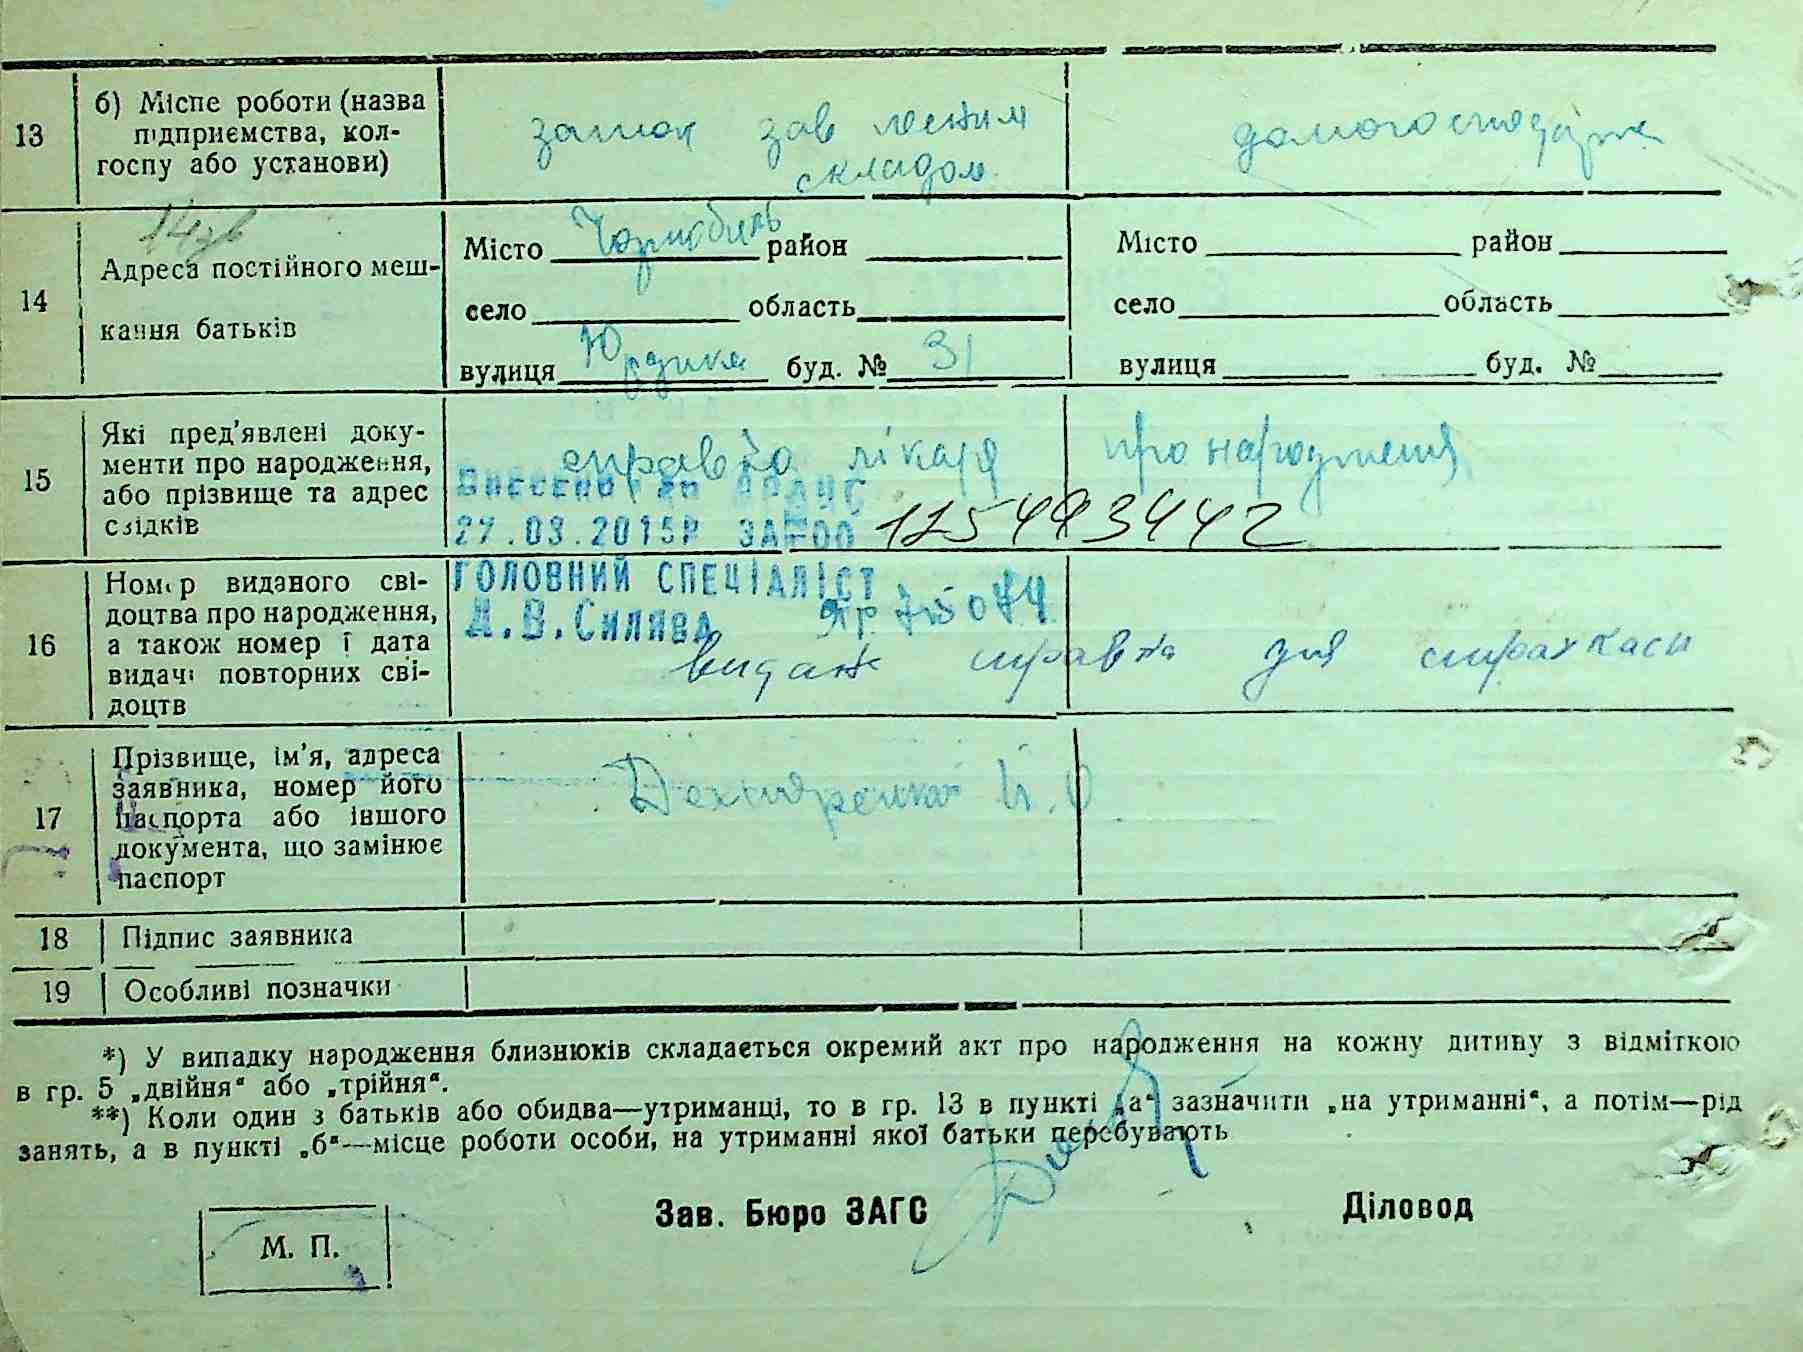 13
б) Місце роботи (назва
підприємства, кол-
госпу або установи)
зав
складом
14
Адреса постійного меш-
кання батьків
Місто Чорнобиль район
село область
вулиця буд. № 31
Місто район
село область
вулиця буд. №
15
Які пред'явлені доку-
менти про народження,
або прізвище та адрес
свідків
справка лікаря про народження
Внесено до ДРАЦС
27.03.2015р ЗА №00
16
Номер виданого сві-
доцтва про народження,
а також номер і дата
видачі повторних сві-
доцтв
ГОЛОВНИЙ СПЕЦІАЛІСТ
видана справка для страхкаси
17
Прізвище, ім'я, адреса
заявника, номер його
паспорта або іншого
документа, що замінює
паспорт
18
Підпис заявника
19
Особливі позначки
*) У випадку народження близнюків складається окремий акт про народження на кожну дитину з відміткою
в гр. 5 „двійня“ або „трійня“.
**) Коли один з батьків або обидва—утриманці, то в гр. 13 в пункті „а“ зазначити „на утриманні“, а потім—рід
занять, а в пункті „б“—місце роботи особи, на утриманні якої батьки перебувають
Зав. Бюро ЗАГС
Діловод
М. П.